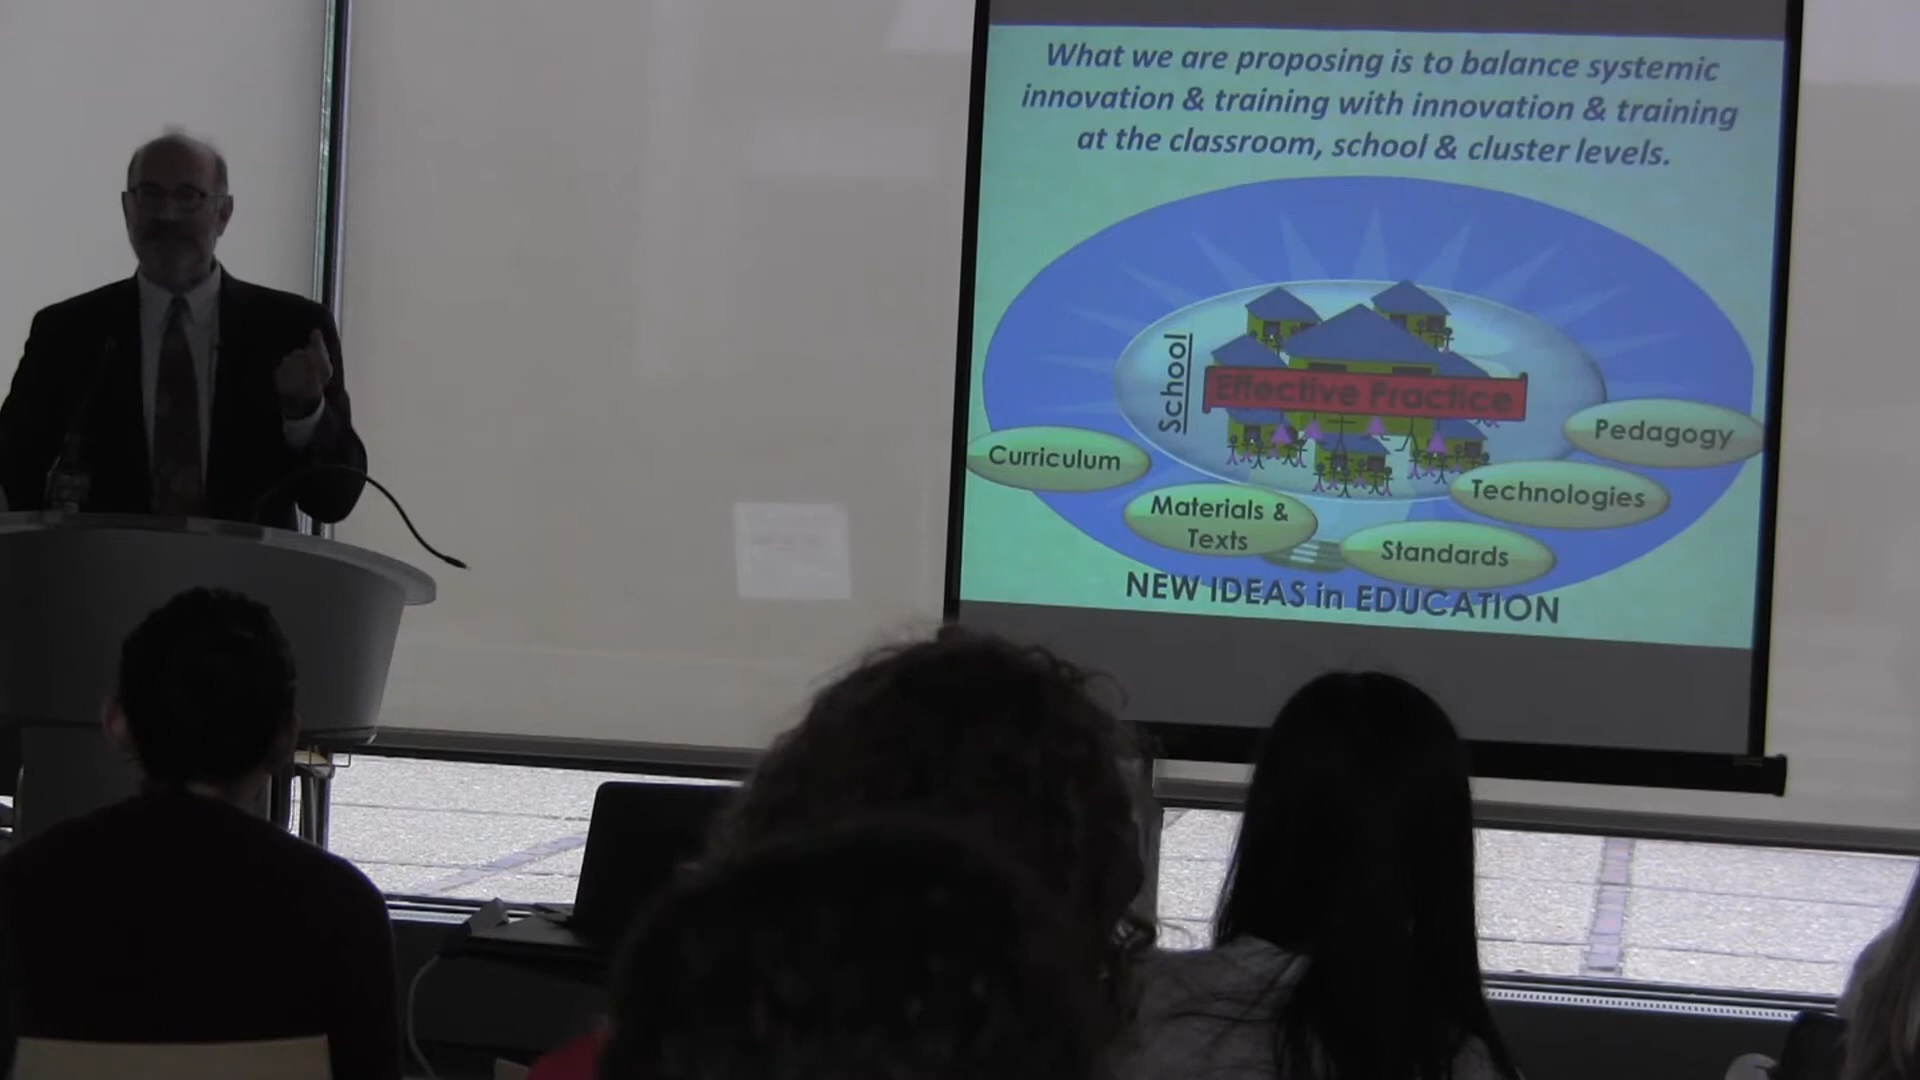 What we are proposing is to balance systemic
innovation & training with innovation & training
at the classroom, school & cluster levels.
School
Effective Practice
Pedagogy
Curriculum
Technologies
Materials &
Texts
Standards
NEW IDEAS in EDUCATION